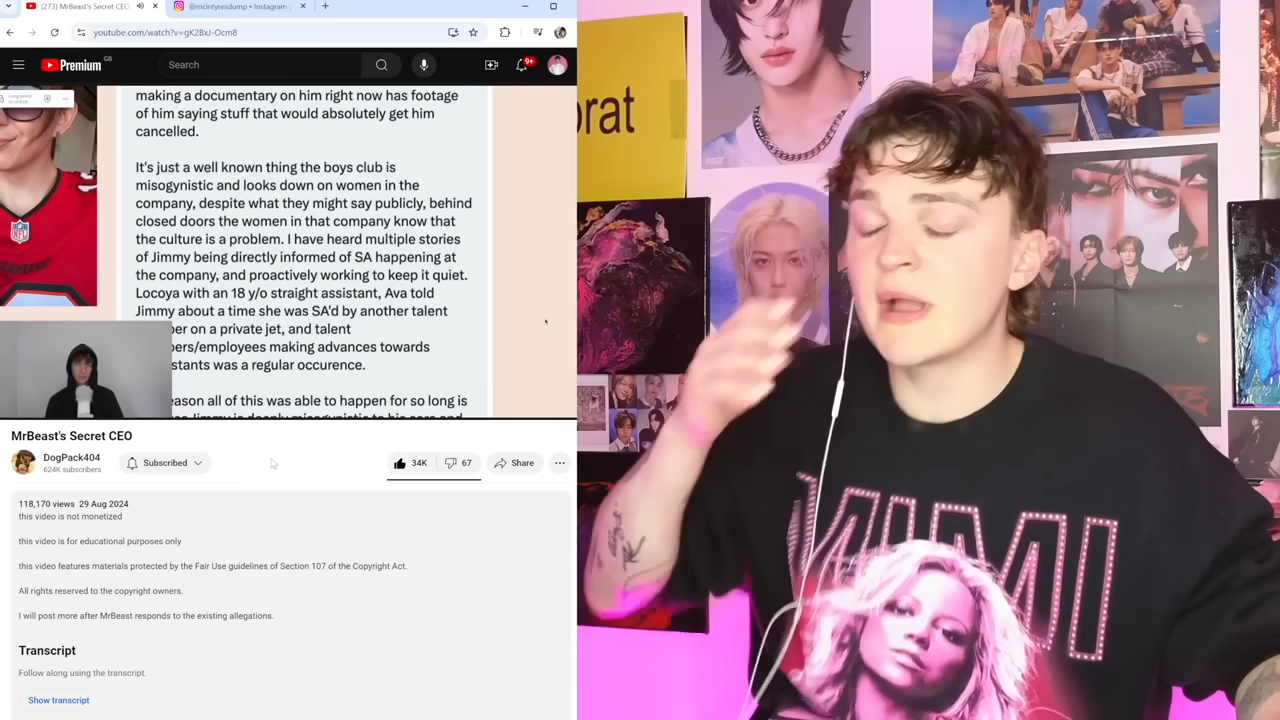 (273) MrBeast's Secret CEO
@mcintyresdump • Instagram
youtube.com/watch?v=gK2BxJ-Ocm8
Premium GB
Search
9+
making a documentary on him right now has footage
of him saying stuff that would absolutely get him
cancelled.
It's just a well known thing the boys club is
misogynistic and looks down on women in the
company, despite what they might say publicly, behind
closed doors the women in that company know that
the culture is a problem. I have heard multiple stories
of Jimmy being directly informed of SA happening at
the company, and proactively working to keep it quiet.
Locoya with an 18 y/o straight assistant, Ava told
Jimmy about a time she was SA'd by another talent
er on a private jet, and talent
bers/employees making advances towards
stants was a regular occurence.
eason all of this was able to happen for so long is
NFL
MrBeast's Secret CEO
DogPack404
624K subscribers
Subscribed
34K
67
Share
118,170 views 29 Aug 2024
this video is not monetized
this video is for educational purposes only
this video features materials protected by the Fair Use guidelines of Section 107 of the Copyright Act.
All rights reserved to the copyright owners.
I will post more after MrBeast responds to the existing allegations.
Transcript
Follow along using the transcript.
Show transcript
brat
MIMI